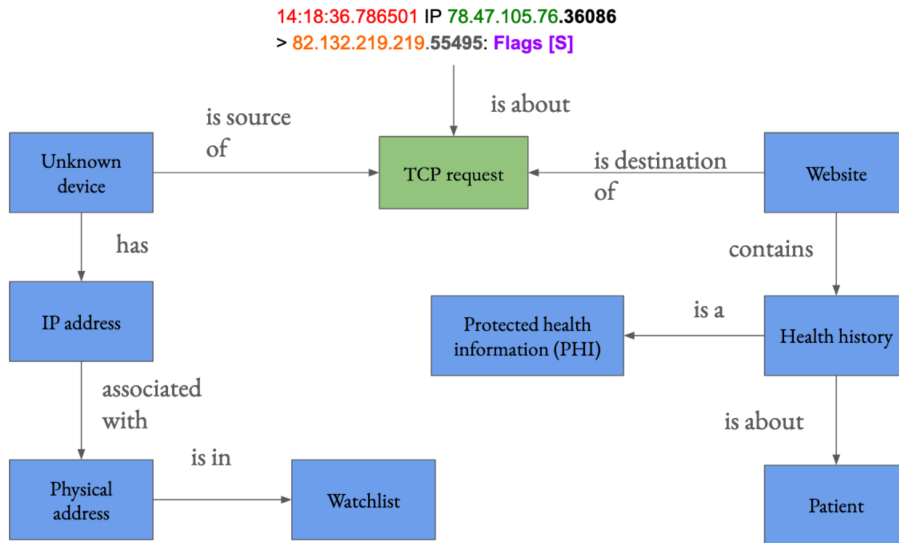 14:18:36.786501 IP 78.47.105.76.36086
> 82.132.219.219.55495: Flags [S]
is about
is source
of
Unknown
device
TCP request
is destination
of
Website
has
contains
IP address
Protected health
information (PHI)
is a
Health history
associated
with
is about
is in
Physical
address
Watchlist
Patient